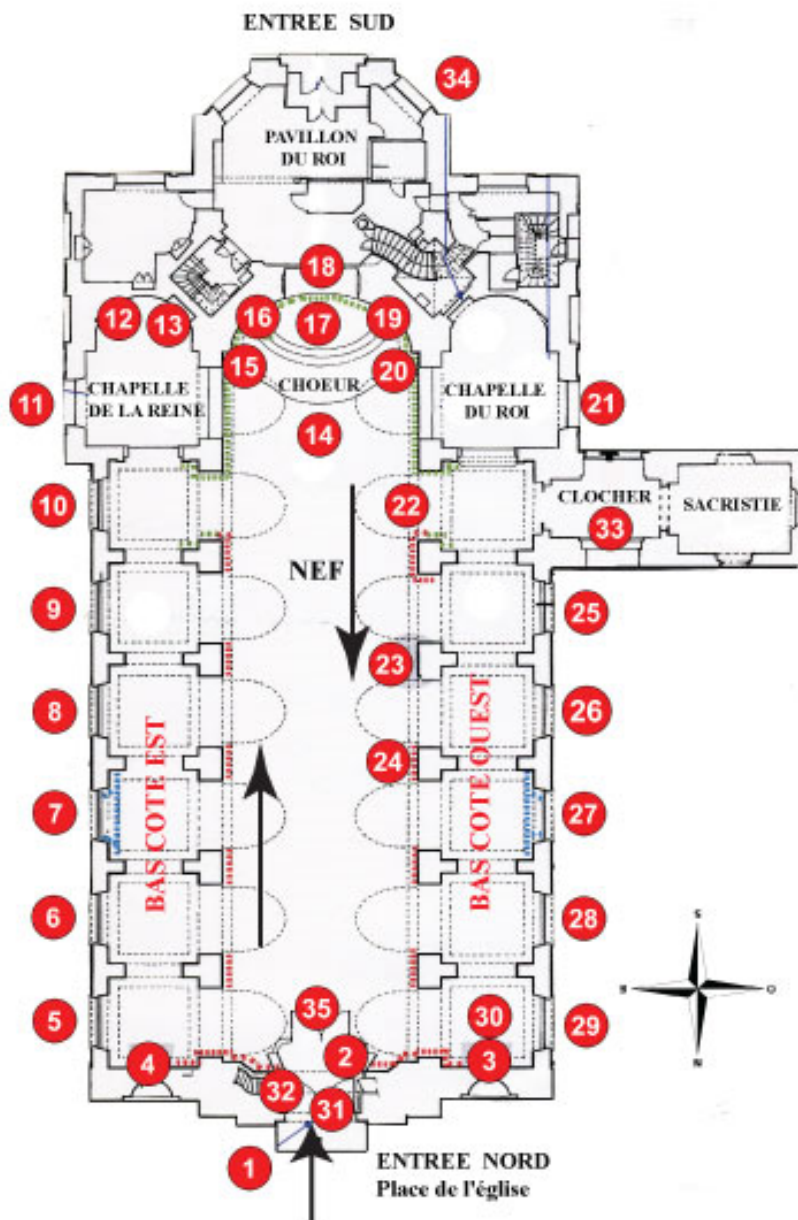 ENTREE SUD
34
PAVILLON
DU ROI
18
12
13
16
17
19
15
20
CHOEUR
CHAPELLE
DE LA REINE
CHAPELLE
DU ROI
11
21
14
10
22
CLOCHER
33
SACRISTIE
NEF
9
25
23
8
26
BAS COTE EST
BAS COTE OUEST
24
7
27
6
28
S
E
O
N
5
35
30
29
4
2
3
32
31
1
ENTREE NORD
Place de l'église